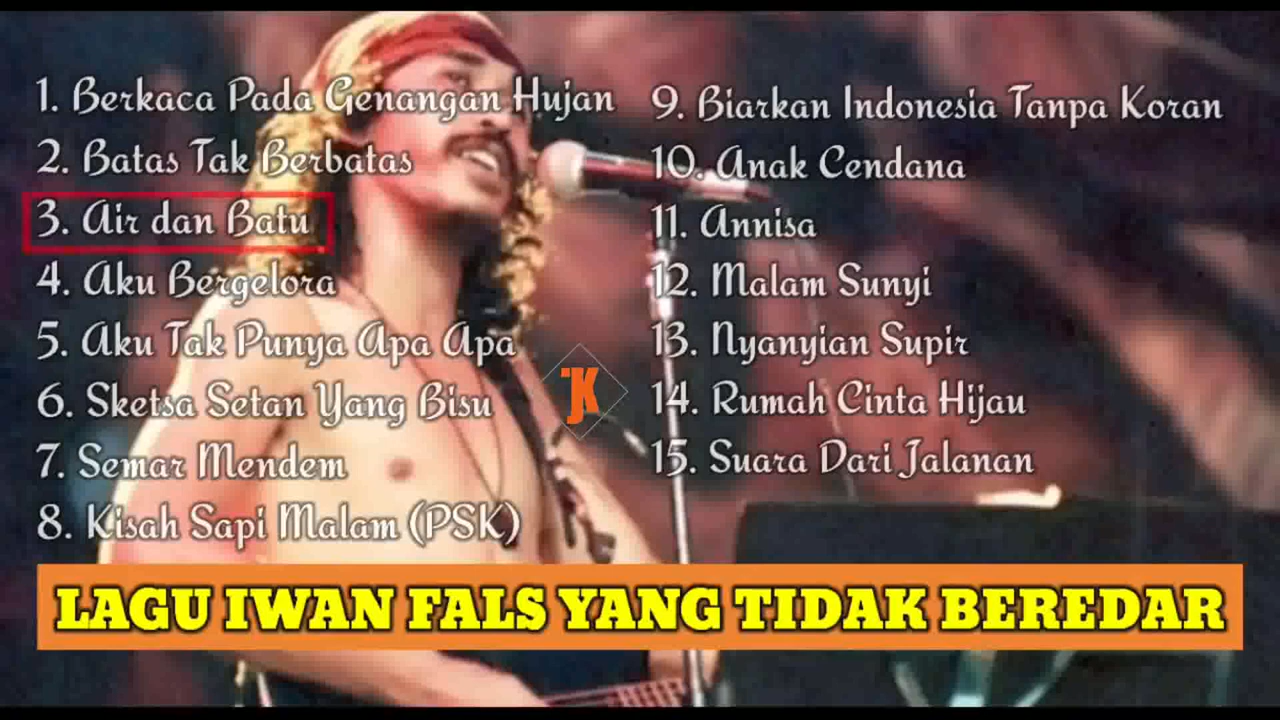 1. Berkaca Pada Genangan Hujan
2. Batas Tak Berbatas
3. Air dan Batu
4. Aku Bergelora
5. Aku Tak Punya Apa Apa
6. Sketsa Setan Yang Bisu
7. Semar Mendem
8. Kisah Sapi Malam (PSK)
9. Biarkan Indonesia Tanpa Koran
10. Anak Cendana
11. Annisa
12. Malam Sunyi
13. Nyanyian Supir
14. Rumah Cinta Hijau
15. Suara Dari Jalanan
JK
LAGU IWAN FALS YANG TIDAK BEREDAR